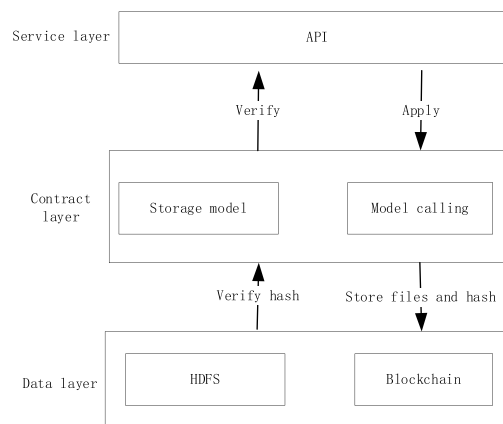 Service layer
API
Verify
Apply
Contract
layer
Storage model
Model calling
Verify hash
Store files and hash
Data layer
HDFS
Blockchain